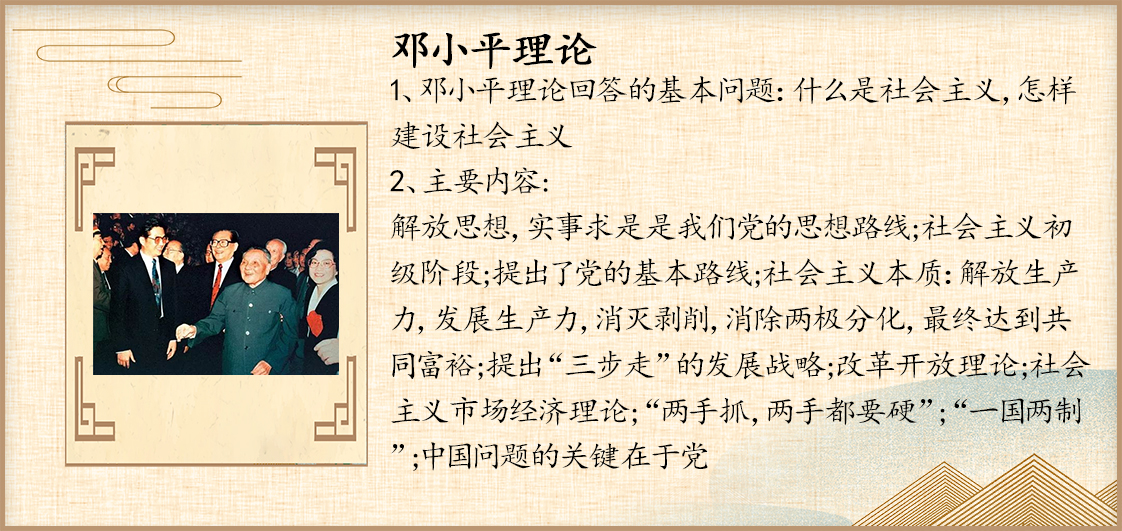 邓小平理论
1、邓小平理论回答的基本问题：什么是社会主义，怎样
建设社会主义
2、主要内容：
解放思想，实事求是是我们党的思想路线；社会主义初
级阶段；提出了党的基本路线；社会主义本质：解放生产
力，发展生产力，消灭剥削，消除两极分化，最终达到共
同富裕；提出“三步走”的发展战略；改革开放理论；社会
主义市场经济理论；“两手抓，两手都要硬”；“一国两制
”；中国问题的关键在于党